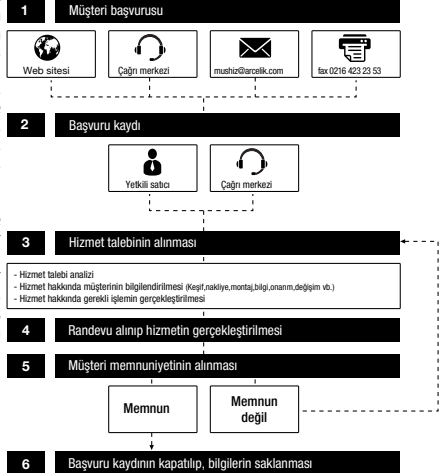 1 Müşteri başvurusu
Web sitesi
Çağrı merkezi
mushiz@arcelik.com
fax 0216 423 23 53
2 Başvuru kaydı
Yetkili satıcı
Çağrı merkezi
3 Hizmet talebinin alınması
- Hizmet talebi analizi
- Hizmet hakkında müşterinin bilgilendirilmesi (Keşif,nakliye,montaj,bilgi,onarım,değişim vb.)
- Hizmet hakkında gerekli işlemin gerçekleştirilmesi
4 Randevu alınıp hizmetin gerçekleştirilmesi
5 Müşteri memnuniyetinin alınması
Memnun
Memnun
değil
6 Başvuru kaydının kapatılıp, bilgilerin saklanması